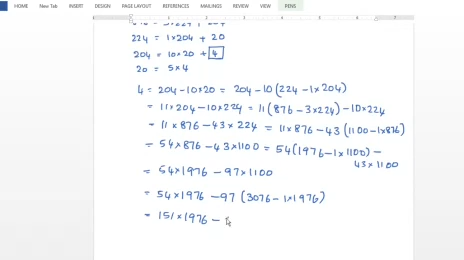 HOME New Tab INSERT DESIGN PAGE LAYOUT REFERENCES MAILINGS REVIEW VIEW PENS
224 = 1×204 + 20
204 = 10×20 + 4
20 = 5×4
4 = 204-10×20 = 204-10(224-1×204)
= 11×204-10×224 = 11(876-3×224)-10×224
= 11×876-43×224 = 11×876-43(1100-1×876)
= 54×876-43×1100 = 54(1976-1×1100) -
43×1100
= 54×1976 - 97×1100
= 54×1976 - 97(3076-1×1976)
= 151×1976 -